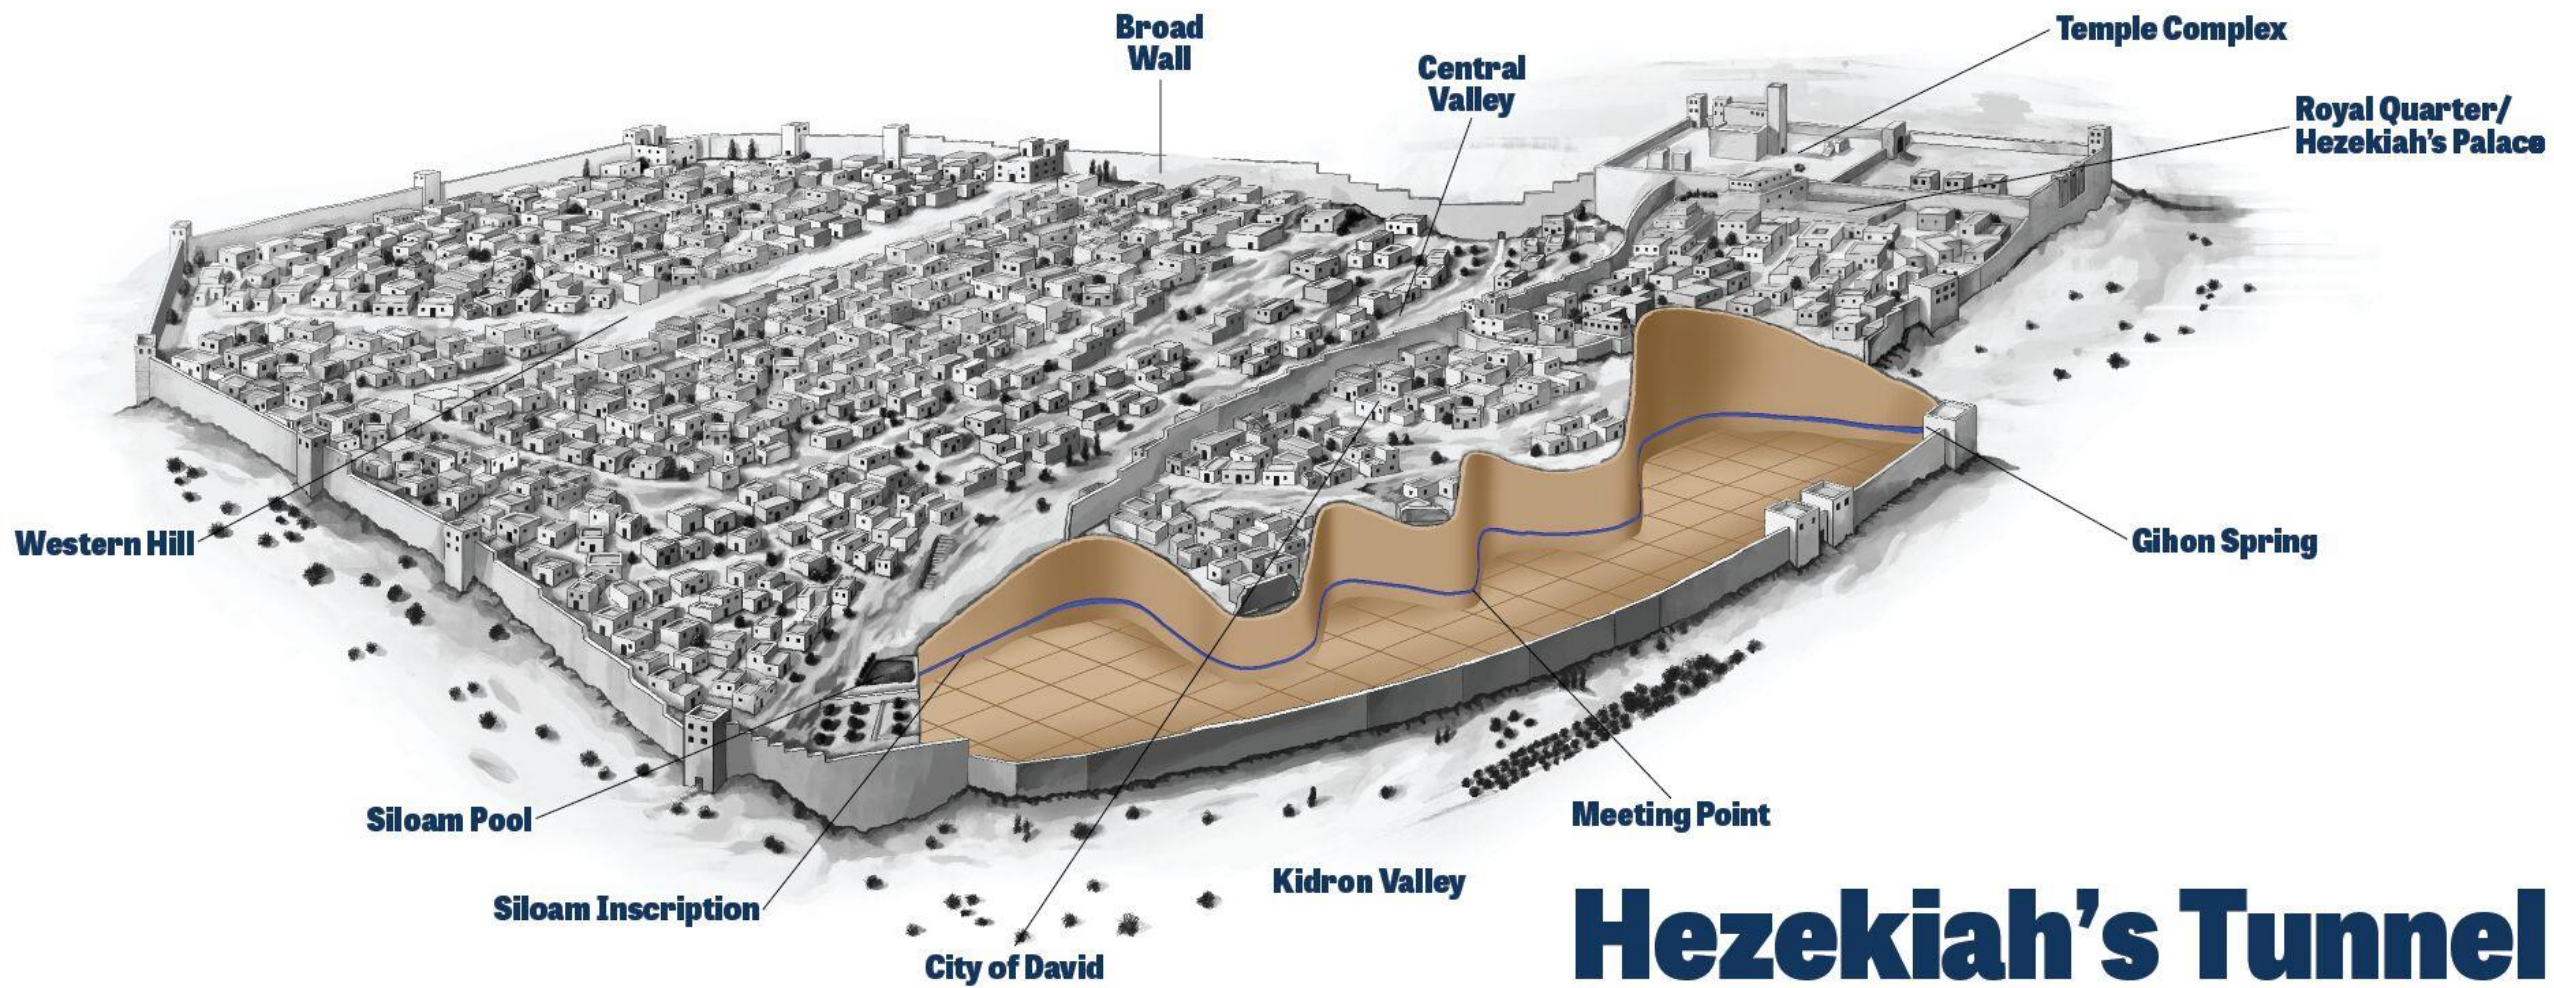 Broad
Wall
Central
Valley
Temple Complex
Royal Quarter/
Hezekiah's Palace
Western Hill
Gihon Spring
Siloam Pool
Meeting Point
Siloam Inscription
Kidron Valley
City of David
Hezekiah's Tunnel